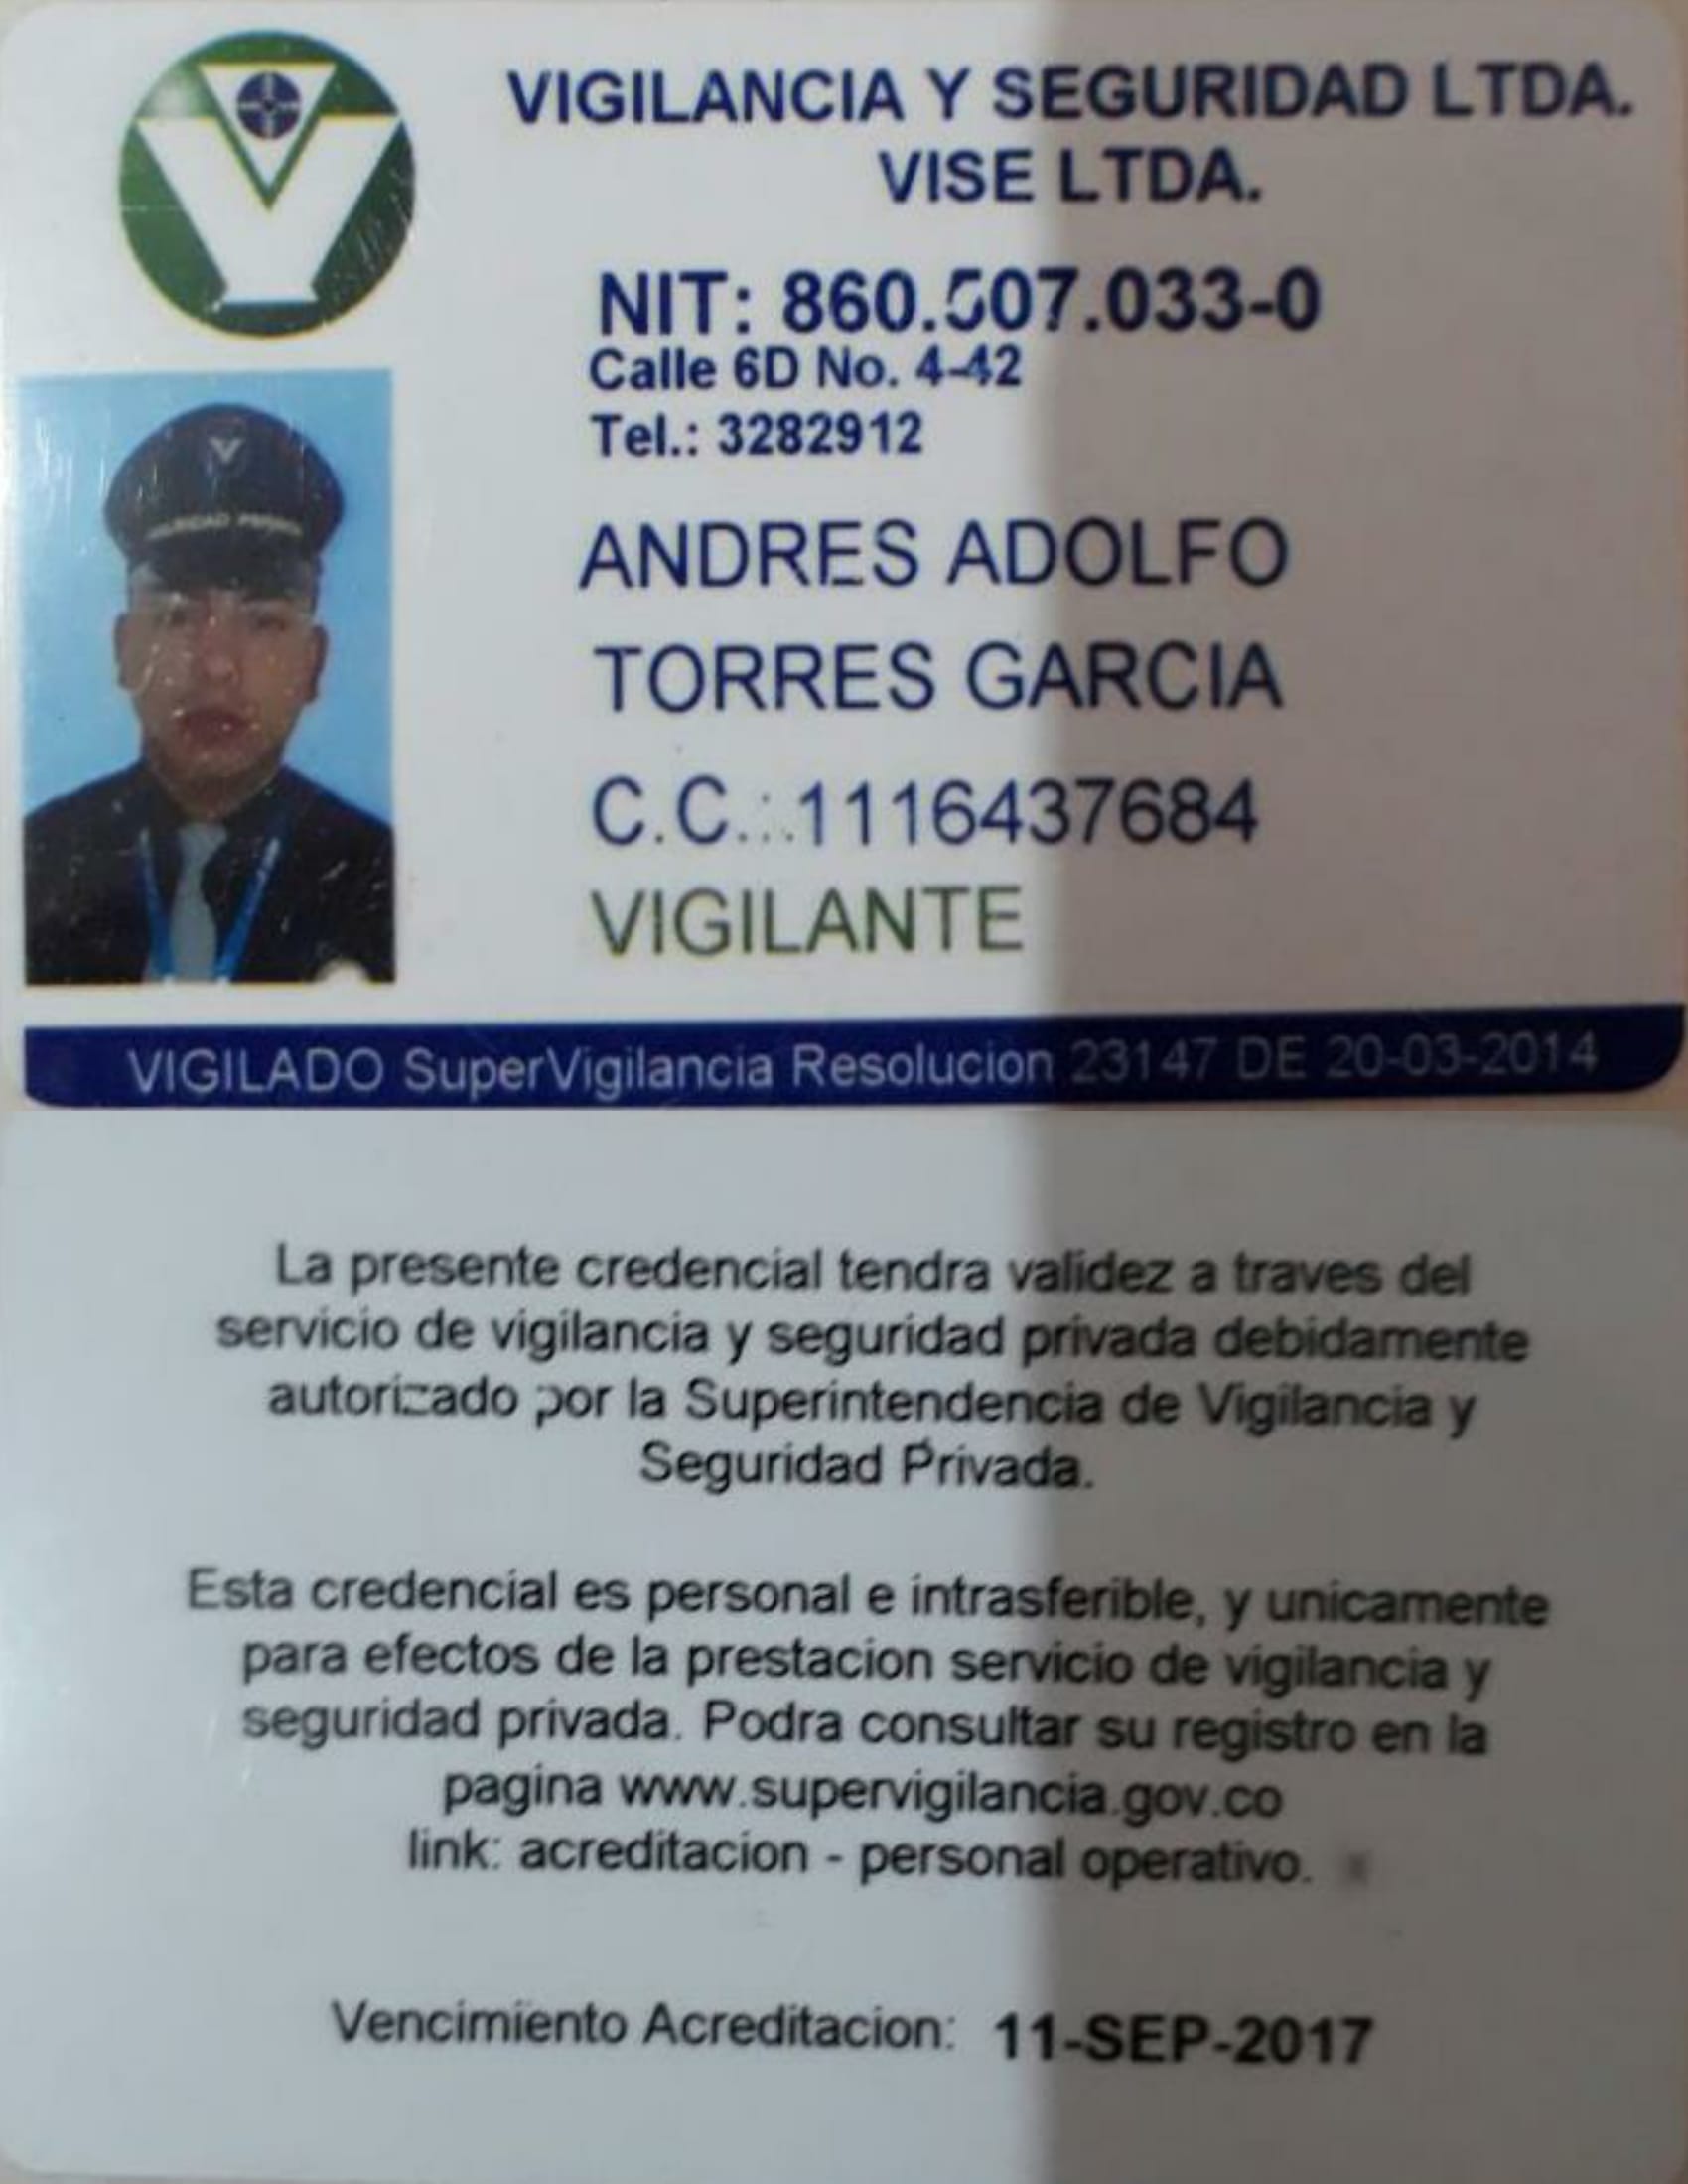 VIGILANCIA Y SEGURIDAD LTDA.
VISE LTDA.
NIT: 860.507.033-0
Calle 6D No. 4-42
Tel.: 3282912
ANDRES ADOLFO
TORRES GARCIA
C.C.:.1116437684
VIGILANTE
VIGILADO SuperVigilancia Resolucion 23147 DE 20-03-2014
La presente credencial tendra validez a traves del
servicio de vigilancia y seguridad privada debidamente
autorizado por la Superintendencia de Vigilancia y
Seguridad Privada.
Esta credencial es personal e intrasferible, y unicamente
para efectos de la prestacion servicio de vigilancia y
seguridad privada. Podra consultar su registro en la
pagina www.supervigilancia.gov.co
link: acreditacion - personal operativo.
Vencimiento Acreditacion: 11-SEP-2017